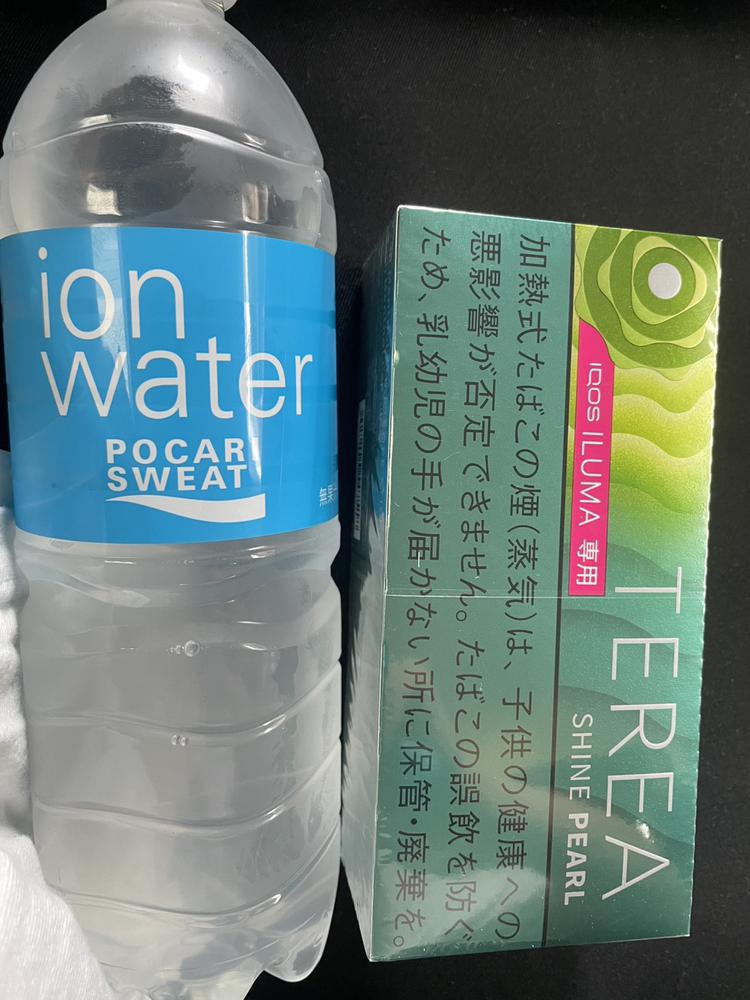 ion
water
POCARI
SWEAT
IQOS ILUMA 専用
TEREA
SHINE PEARL
加熱式たばこの煙(蒸気)は、子供の健康への
悪影響が否定できません。たばこの誤飲を防ぐ
ため、乳幼児の手が届かない所に保管・廃棄を。